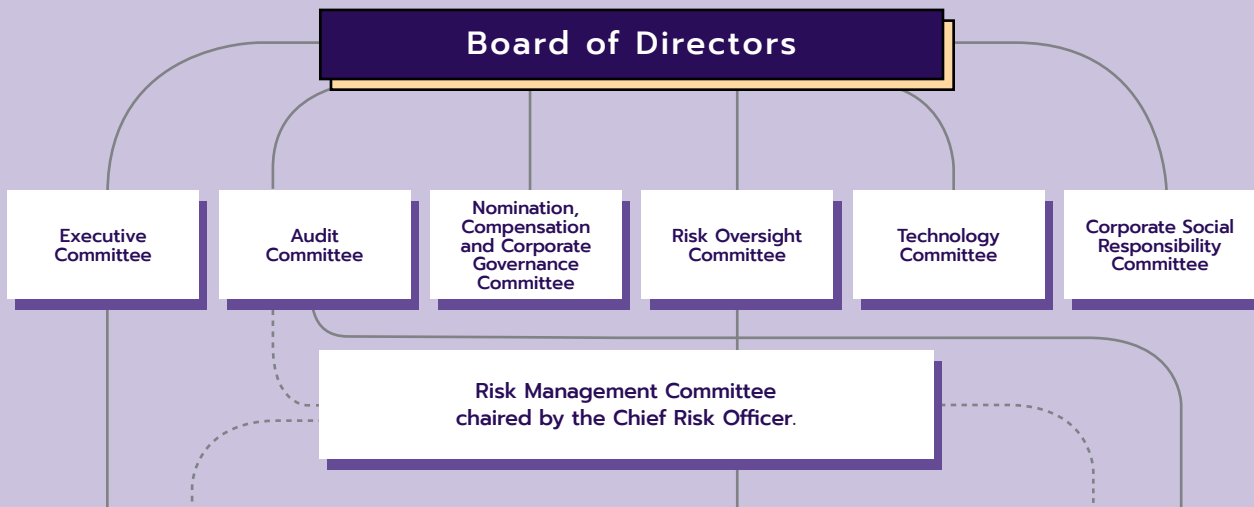 Board of Directors
Executive
Committee
Audit
Committee
Nomination,
Compensation
and Corporate
Governance
Committee
Risk Oversight
Committee
Technology
Committee
Corporate Social
Responsibility
Committee
Risk Management Committee
chaired by the Chief Risk Officer.